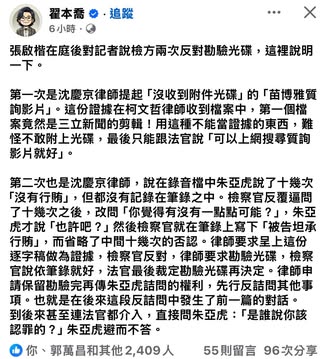 翟本喬 · 追蹤
6小時 ·
張啟楷在庭後對記者說檢方兩次反對勘驗光碟，這裡說明
一下。
第一次是沈慶京律師提起「沒收到附件光碟」的「苗博雅質
詢影片」。這份證據在柯文哲律師收到檔案中，第一個檔
案竟然是三立新聞的剪輯！用這種不能當證據的東西，難
怪不敢附上光碟，最後只能跟法官說「可以上網搜尋質詢
影片就好」。
第二次也是沈慶京律師，說在錄音檔中朱亞虎說了十幾次
「沒有行賄」，但都沒有記錄在筆錄之中。檢察官反覆逼問
了十幾次之後，改問「你覺得有沒有一點點可能？」，朱亞
虎才說「也許吧？」然後檢察官就在筆錄上寫下「被告坦承
行賄」，而省略了中間十幾次的否認。律師要求呈上這份
逐字稿做為證據，檢察官反對，律師要求勘驗光碟，檢察
官說依筆錄就好，法官最後裁定勘驗光碟再決定。律師申
請保留勘驗完再傳朱亞虎詰問的權利，先行反詰問其他事
項。也就是在後來這段反詰問中發生了前一篇的對話。
到後來甚至連法官都介入，直接問朱亞虎：「是誰說你該
認罪的？」朱亞虎避而不答。
你、郭萬昌和其他 2,409 人
55則留言 96次分享